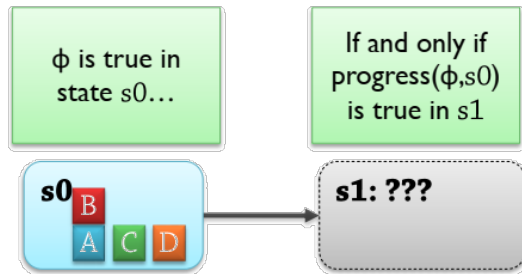 ϕ is true in
state s0…
If and only if
progress(ϕ,s0)
is true in s1
s0
B
A C D
s1: ???